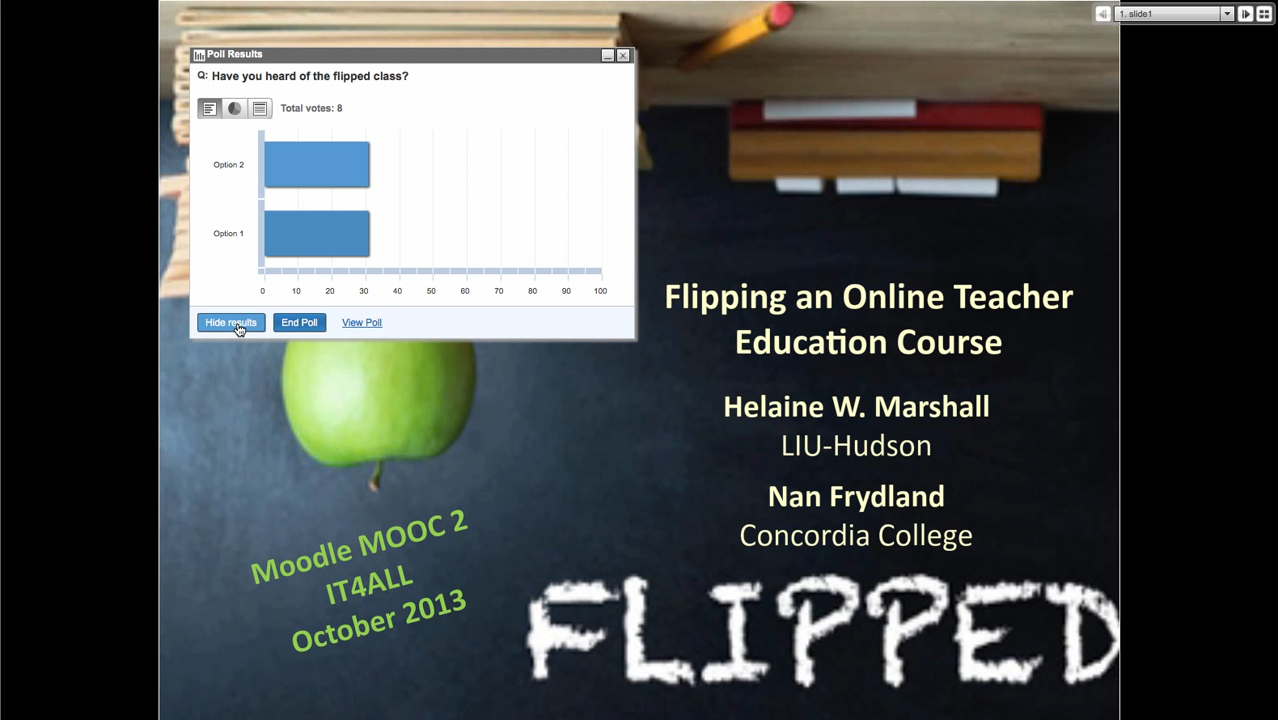 1. slide1
Poll Results
Q: Have you heard of the flipped class?
Total votes: 8
Option 2
Option 1
0 10 20 30 40 50 60 70 80 90 100
Hide results End Poll View Poll
Flipping an Online Teacher
Education Course
Helaine W. Marshall
LIU-Hudson
Nan Frydland
Concordia College
Moodle MOOC 2
IT4ALL
October 2013
FLIPPED